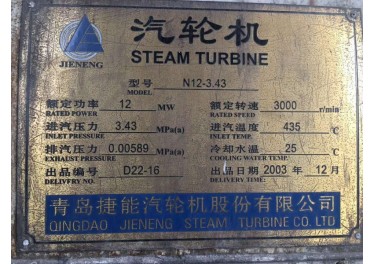 汽轮机
JIENENG
STEAM TURBINE
型号 N12-3.43
MODEL
额定功率 12 MW 额定转速 3000 r/min
RATED POWER RATED SPEED
进汽压力 3.43 MPa(a) 进汽温度 435 ℃
INLET PRESSURE INLET TEMP.
排汽压力 0.00589 MPa(a) 冷却水温 25 ℃
EXHAUST PRESSURE COOLING WATER TEMP.
出品编号 D22-16 出品日期 2003 年 12 月
DELIVFRY NO. DELIVERY TIME:
青岛捷能汽轮机股份有限公司
QINGDAO JIENENG STEAM TURBINE CO.LTD